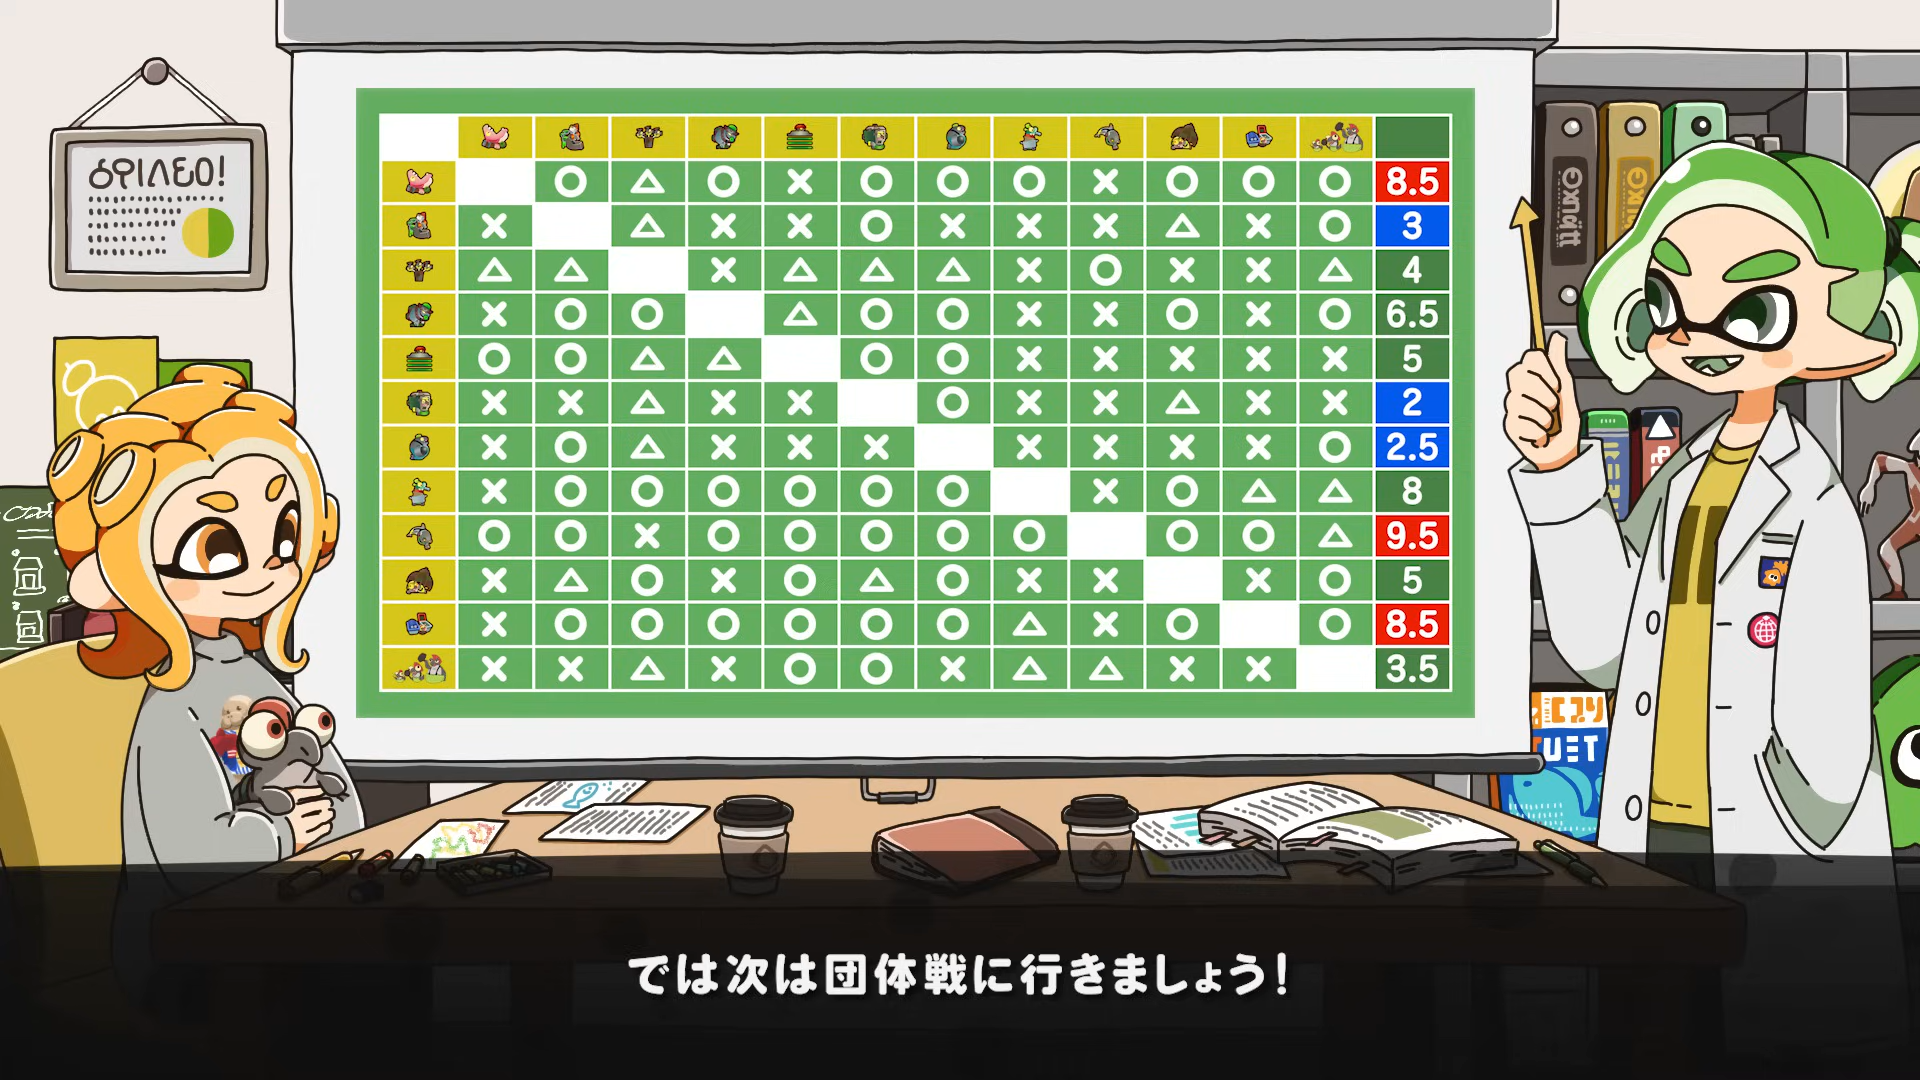 ○ △ ○ × ○ ○ ○ × ○ ○ ○ 8.5
× △ × × ○ × × × △ × ○ 3
△ △ × △ △ △ × ○ × × △ 4
× ○ ○ △ ○ ○ × × ○ × ○ 6.5
○ ○ △ △ ○ ○ × × × × × 5
× × △ × × ○ × × △ × × 2
× ○ △ × × × × × × × ○ 2.5
× ○ ○ ○ ○ ○ ○ × ○ △ △ 8
○ ○ × ○ ○ ○ ○ ○ ○ ○ △ 9.5
× △ ○ × ○ △ ○ × × × ○ 5
× ○ ○ ○ ○ ○ ○ △ × ○ ○ 8.5
× × △ × ○ ○ × △ △ × × 3.5
では次は団体戦に行きましょう!